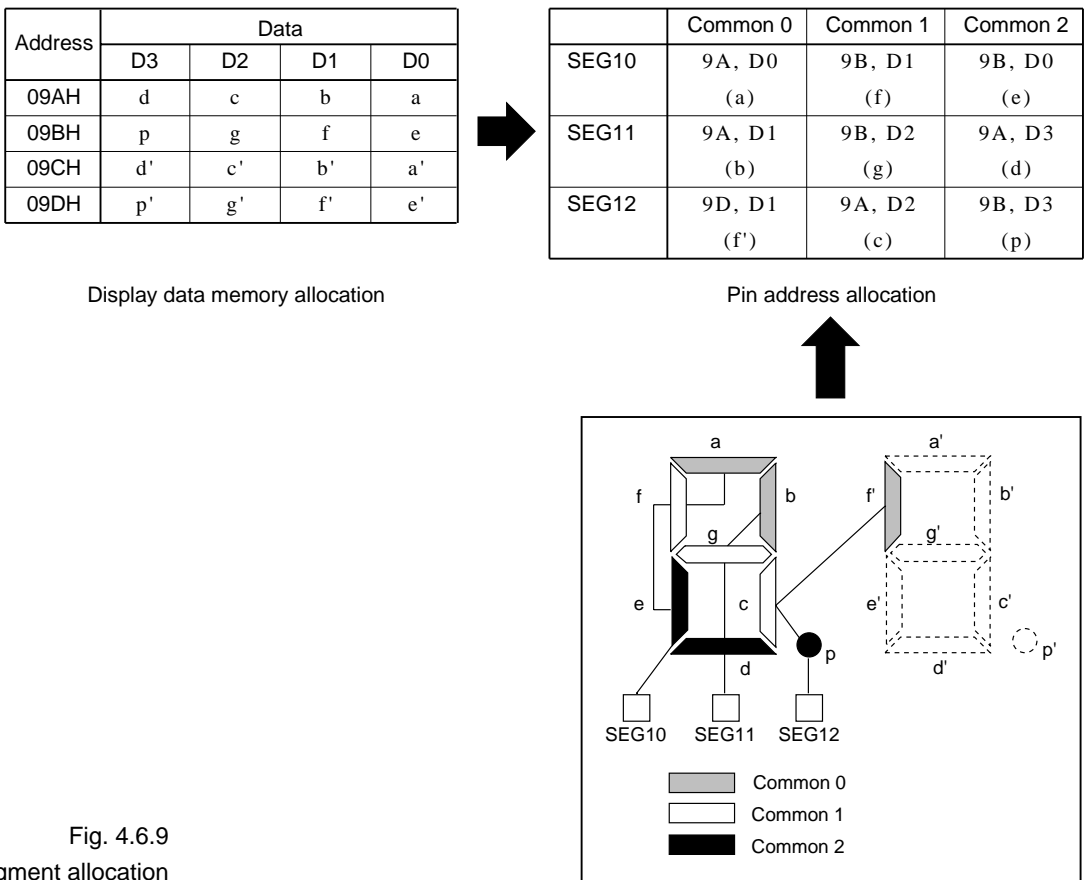 Address Data
D3 D2 D1 D0
09AH d c b a
09BH p g f e
09CH d' c' b' a'
09DH p' g' f' e'
Display data memory allocation
Common 0 Common 1 Common 2
SEG10 9A, D0 9B, D1 9B, D0
(a) (f) (e)
SEG11 9A, D1 9B, D2 9A, D3
(b) (g) (d)
SEG12 9D, D1 9A, D2 9B, D3
(f') (c) (p)
Pin address allocation
a a'
f b f' b'
g g'
e c e' c'
p p'
d d'
SEG10 SEG11 SEG12
Common 0
Common 1
Common 2
Fig. 4.6.9
allocation